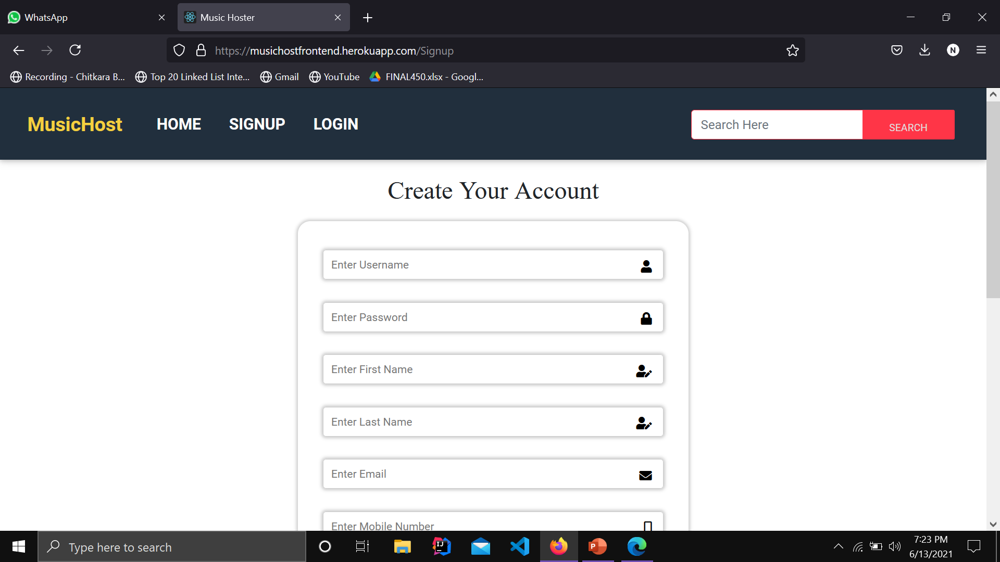 WhatsApp
Music Hoster
https://musichostfrontend.herokuapp.com/Signup
N
Recording - Chitkara B...
Top 20 Linked List Inte...
Gmail
YouTube
FINAL450.xlsx - Googl...
MusicHost
HOME
SIGNUP
LOGIN
Search Here
SEARCH
Create Your Account
Enter Username
Enter Password
Enter First Name
Enter Last Name
Enter Email
Enter Mobile Number
Type here to search
IJ
P
7:23 PM
6/13/2021